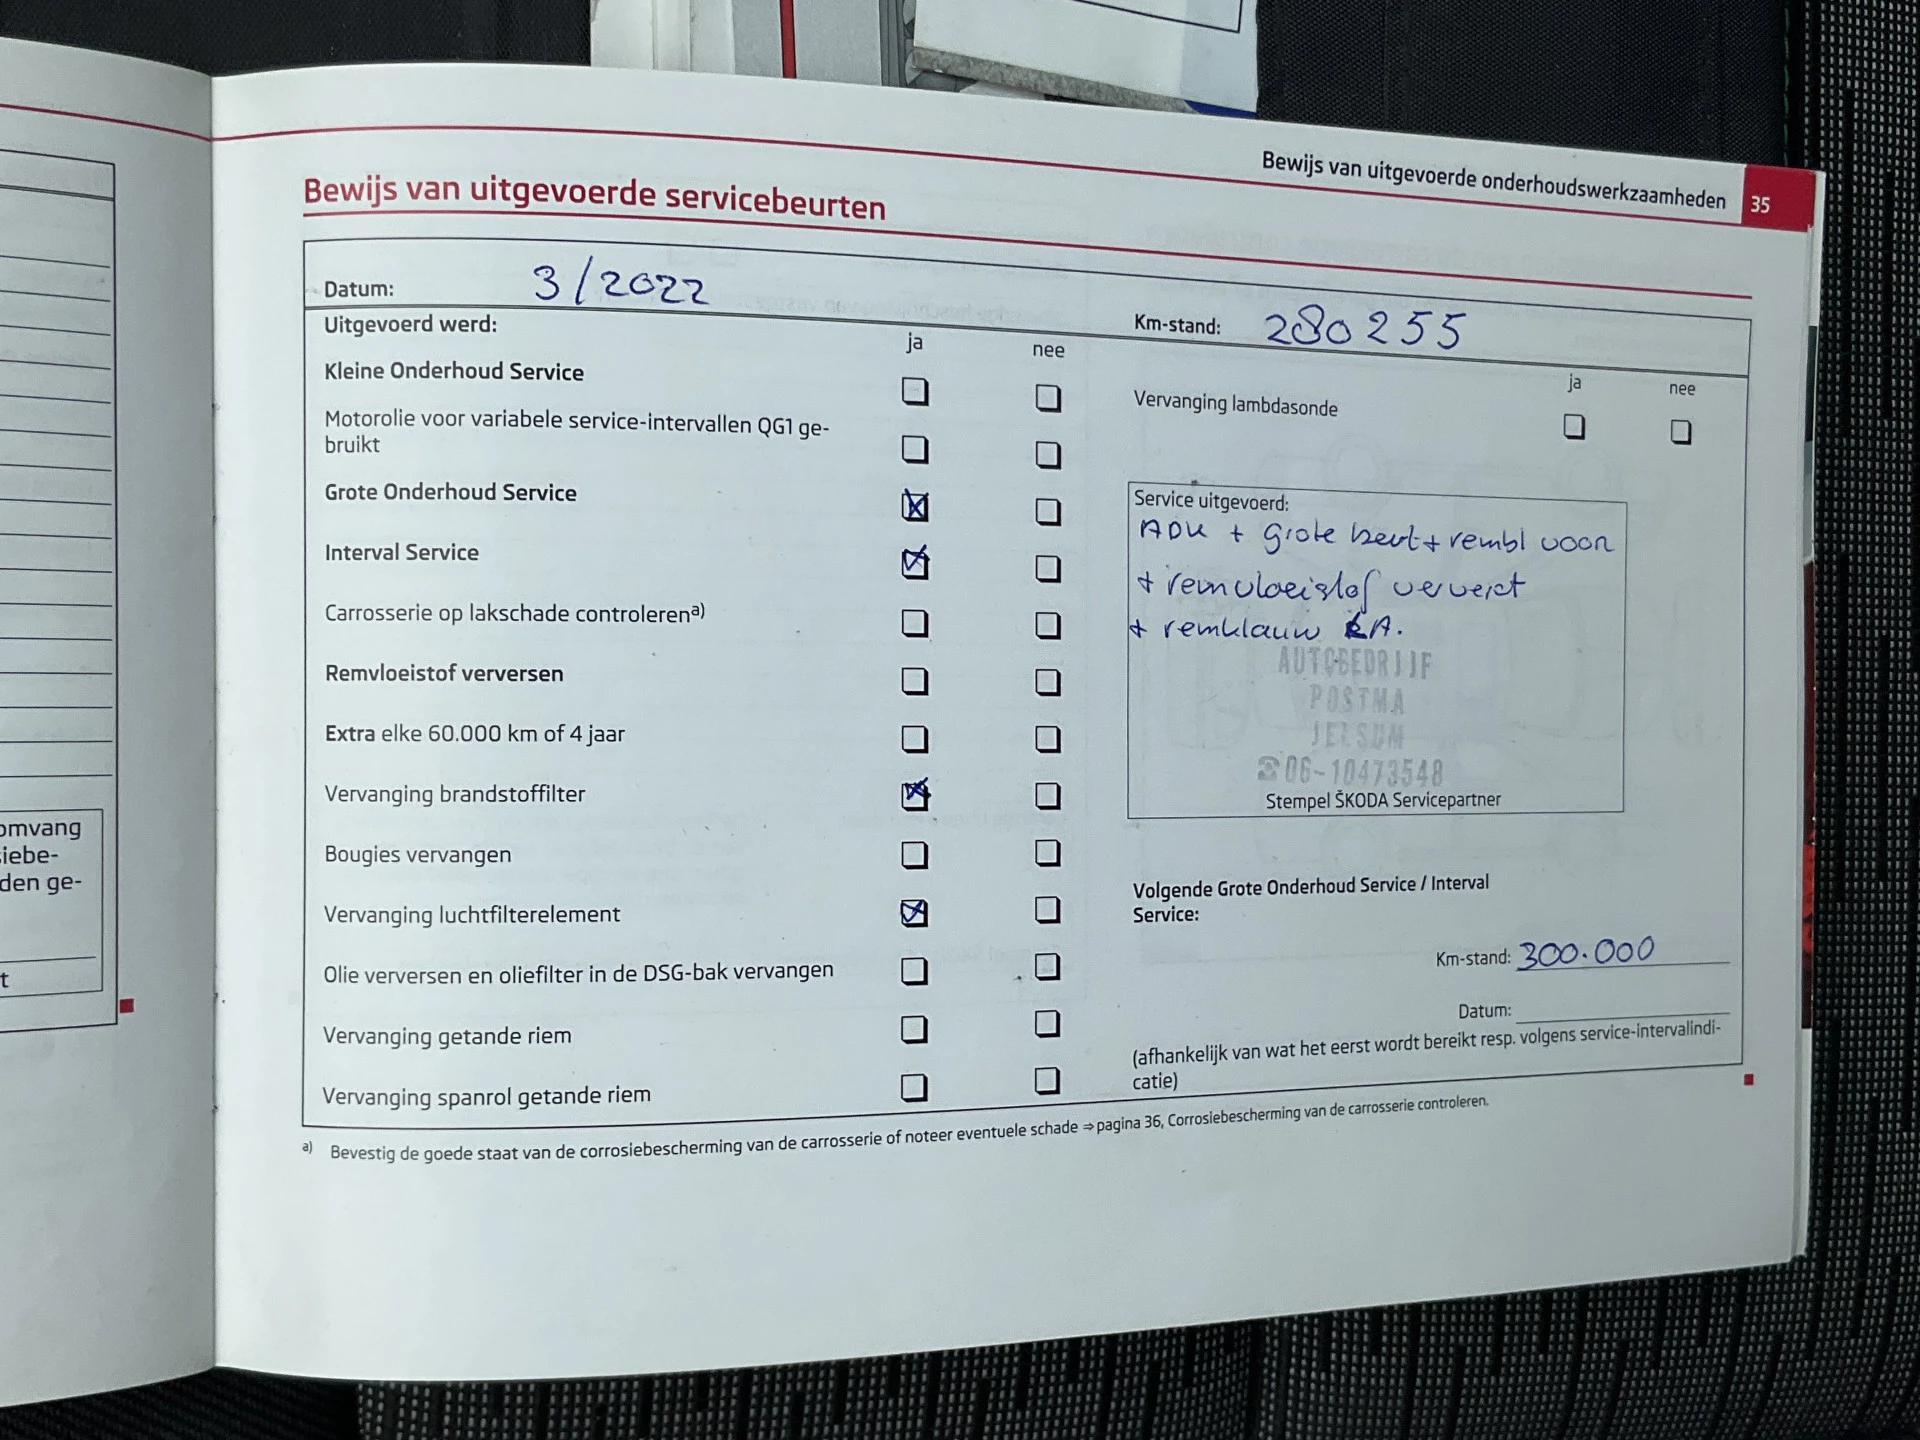 Bewijs van uitgevoerde onderhoudswerkzaamheden 35
Bewijs van uitgevoerde servicebeurten
Datum: 3/2022
Km-stand: 280255
Uitgevoerd werd:
ja nee
Kleine Onderhoud Service
Motorolie voor variabele service-intervallen QG1 ge-
bruikt
Grote Onderhoud Service
Interval Service
Carrosserie op lakschade controleren a)
Remvloeistof verversen
Extra elke 60.000 km of 4 jaar
Vervanging brandstoffilter
Bougies vervangen
Vervanging luchtfilterelement
Olie verversen en oliefilter in de DSG-bak vervangen
Vervanging getande riem
Vervanging spanrol getande riem
ja nee
Vervanging lambdasonde
Service uitgevoerd:
+ grote beurt + rembl voor
+ remvloeistof ververst
+ remklauw
AUTOBEDRIJF
POSTMA
JELSUM
☎06-10473548
Stempel ŠKODA Servicepartner
Volgende Grote Onderhoud Service / Interval
Service:
Km-stand: 300.000
Datum:
(afhankelijk van wat het eerst wordt bereikt resp. volgens service-intervalindi-
catie)
a) Bevestig de goede staat van de corrosiebescherming van de carrosserie of noteer eventuele schade ⇒ pagina 36, Corrosiebescherming van de carrosserie controleren.
omvang
iebe-
den ge-
t